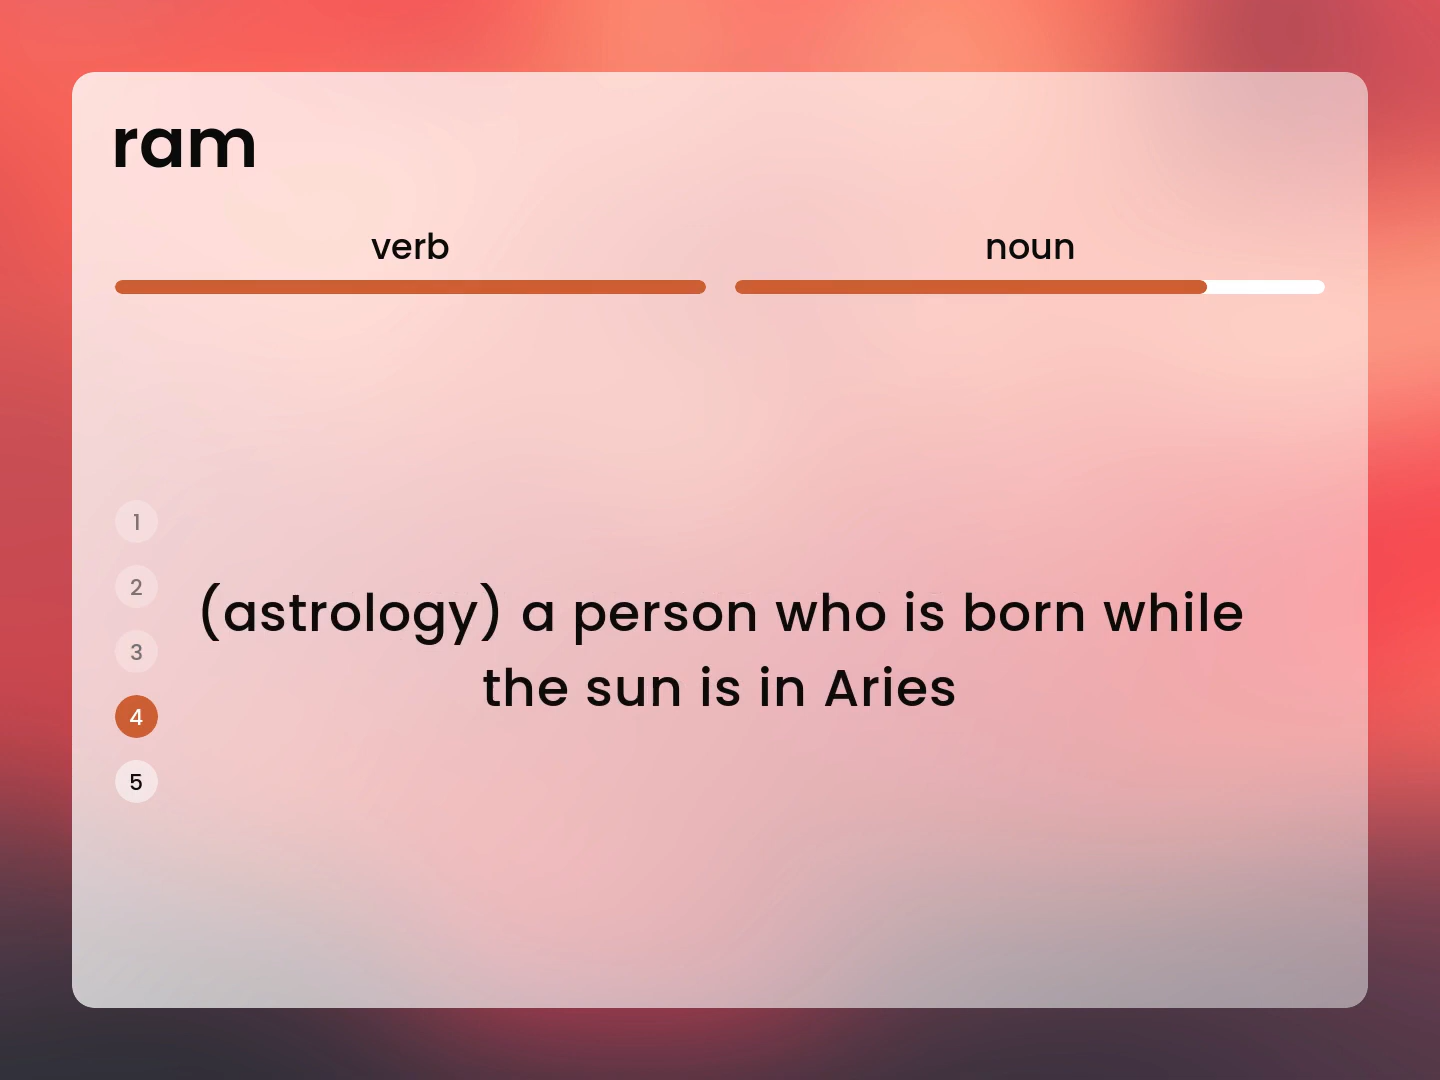 ram
verb
noun
1
2
3
4
5
(astrology) a person who is born while
the sun is in Aries